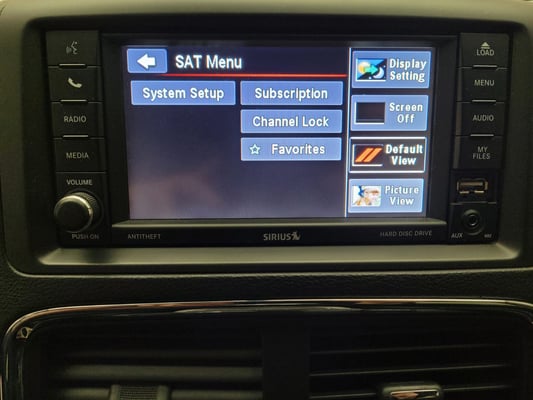 SAT Menu
Display
Setting
System Setup
Subscription
Screen
Off
Channel Lock
Default
View
Favorites
Picture
View
RADIO
MEDIA
VOLUME
PUSH ON
ANTITHEFT
SIRIUS
HARD DISC DRIVE
LOAD
MENU
AUDIO
MY
FILES
AUX